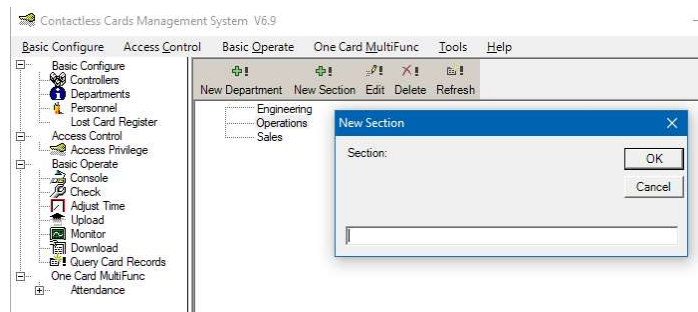 Contactless Cards Management System V6.9
Basic Configure Access Control Basic Operate One Card MultiFunc Tools Help
Basic Configure
Controllers
Departments
Personnel
Lost Card Register
Access Control
Access Privilege
Basic Operate
Console
Check
Adjust Time
Upload
Monitor
Download
Query Card Records
One Card MultiFunc
Attendance
New Department New Section Edit Delete Refresh
Engineering
Operations
Sales
New Section
Section:
OK
Cancel